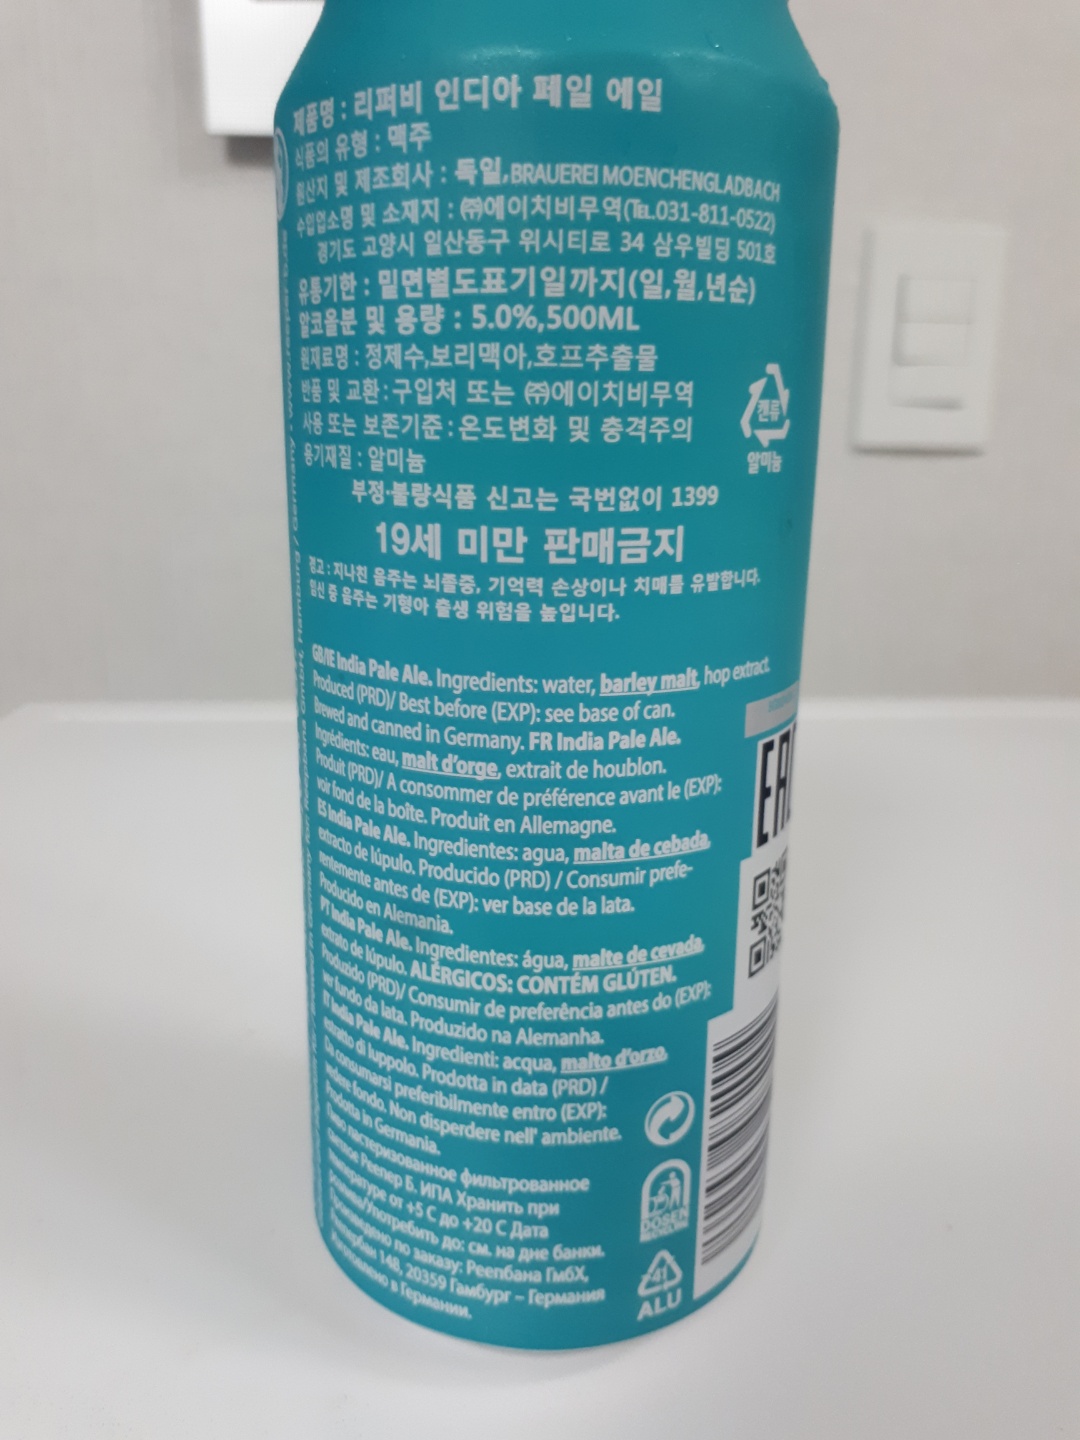 제품명 : 리퍼비 인디아 페일 에일
식품의 유형 : 맥주
원산지 및 제조회사 : 독일,BRAUEREI MOENCHENGLADBACH
수입업소명 및 소재지 : ㈜에이치비무역(TEL.031-811-0522)
경기도 고양시 일산동구 위시티로 34 삼우빌딩 501호
유통기한 : 밑면별도표기일까지(일,월,년순)
알코올분 및 용량 : 5.0%,500ML
원재료명 : 정제수,보리맥아,호프추출물
반품 및 교환:구입처 또는 ㈜에이치비무역
사용 또는 보존기준:온도변화 및 충격주의
용기재질 : 알미늄
캔류
알미늄
부정·불량식품 신고는 국번없이 1399
19세 미만 판매금지
경고 : 지나친 음주는 뇌졸중, 기억력 손상이나 치매를 유발합니다.
임신 중 음주는 기형아 출생 위험을 높입니다.
GB/IE India Pale Ale. Ingredients: water, barley malt, hop extract.
Produced (PRD)/ Best before (EXP): see base of can.
Brewed and canned in Germany. FR India Pale Ale.
Ingrédients: eau, malt d'orge, extrait de houblon.
Produit (PRD)/ A consommer de préférence avant le (EXP):
voir fond de la boîte. Produit en Allemagne.
ES India Pale Ale. Ingredientes: agua, malta de cebada,
extracto de lúpulo. Producido (PRD) / Consumir prefe-
rentemente antes de (EXP): ver base de la lata.
Producido en Alemania.
PT India Pale Ale. Ingredientes: água, malte de cevada,
extrato de lúpulo. ALÉRGICOS: CONTÉM GLÚTEN.
Produzido (PRD)/ Consumir de preferência antes do (EXP):
ver fundo da lata. Produzido na Alemanha.
IT India Pale Ale. Ingredienti: acqua, malto d'orzo,
estratto di luppolo. Prodotta in data (PRD) /
Da consumarsi preferibilmente entro (EXP):
vedere fondo. Non disperdere nell' ambiente.
Prodotta in Germania.
Пиво пастеризованное фильтрованное
светлое Реепер Б. ИПА Хранить при
температуре от +5 С до +20 С Дата
розлива/Употребить до: см. на дне банки.
Произведено по заказу: Реепбана ГмбХ,
148, 20359 Гамбург – Германия
Изготовлено в Германии.
EAC
DOSEN
RECYCLING
41
ALU
Reepbana GmbH, Hamburg / Germany